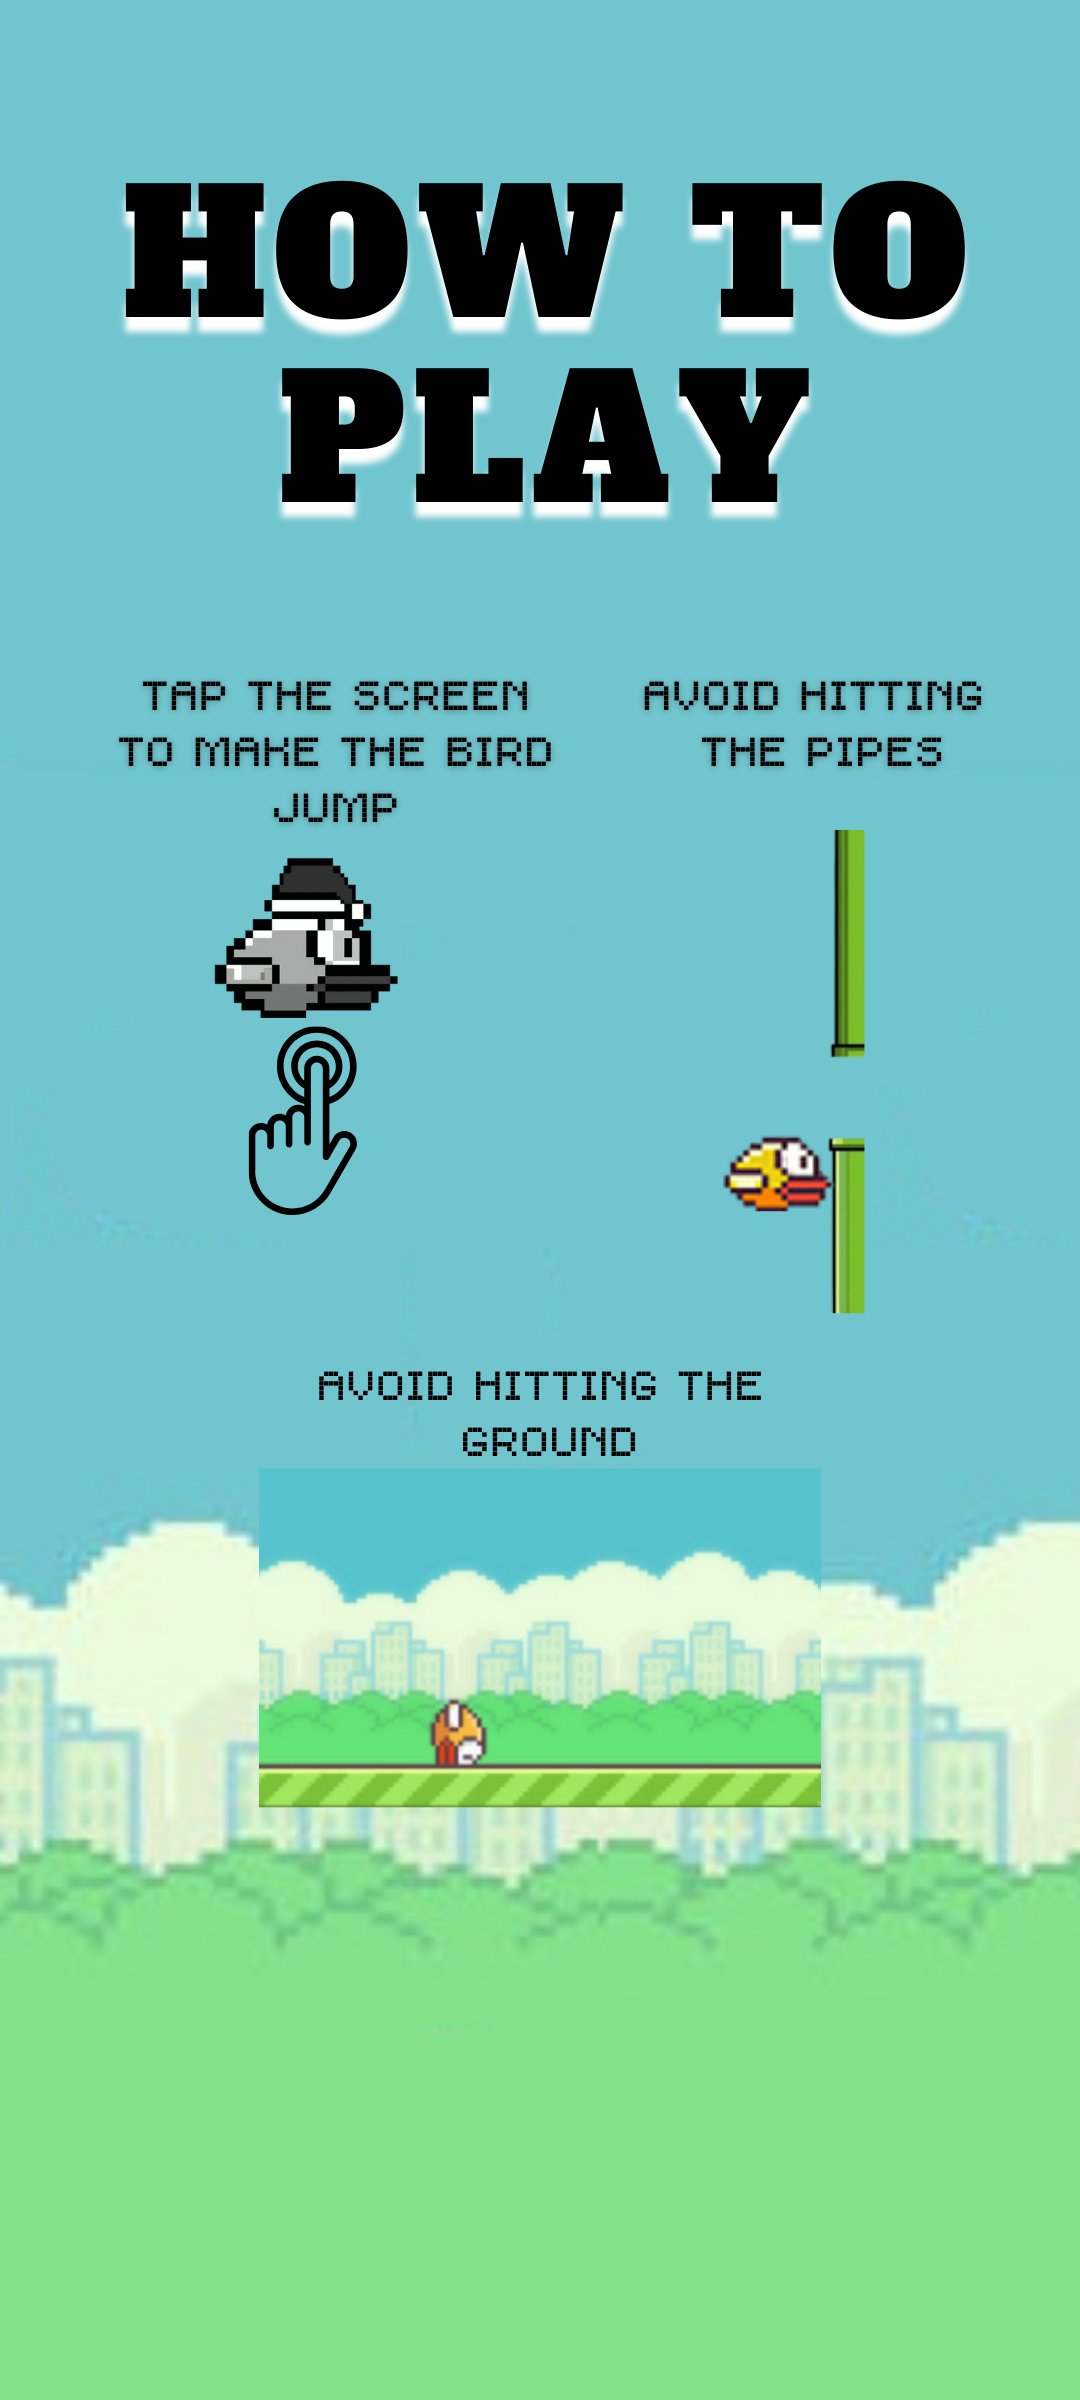 HOW TO
PLAY
TAP THE SCREEN
TO MAKE THE BIRD
JUMP
AVOID HITTING
THE PIPES
AVOID HITTING THE
GROUND